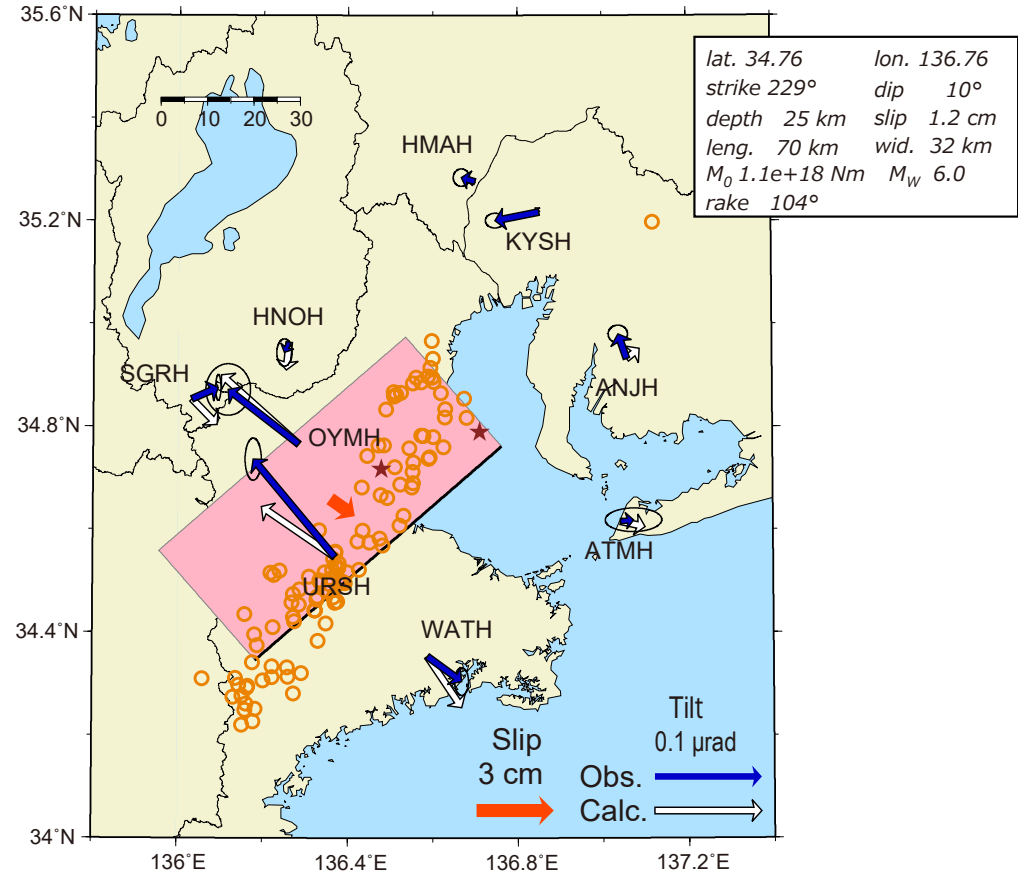 35.6°N
35.2°N
34.8°N
34.4°N
34°N
136°E
136.4°E
136.8°E
137.2°E
0 10 20 30
lat. 34.76 lon. 136.76
strike 229° dip 10°
depth 25 km slip 1.2 cm
leng. 70 km wid. 32 km
M0 1.1e+18 Nm MW 6.0
rake 104°
HMAH
KYSH
HNOH
SGRH
ANJH
OYMH
ATMH
URSH
WATH
Slip
3 cm
Tilt
0.1 μrad
Obs.
Calc.